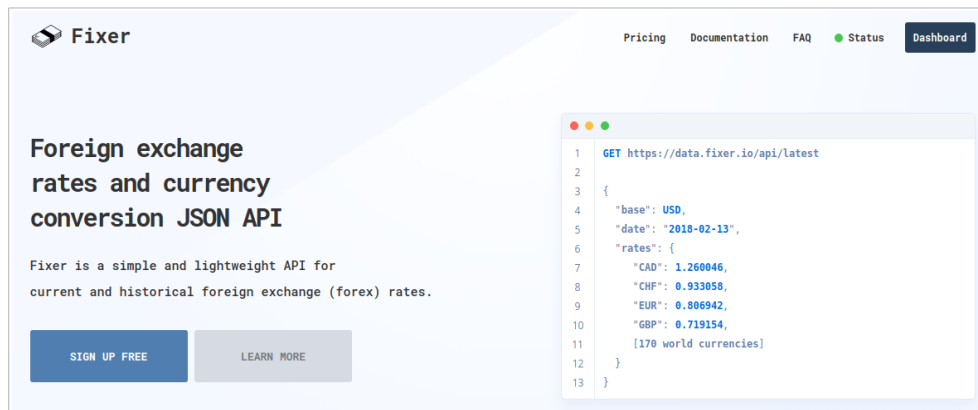 Fixer
Pricing Documentation FAQ Status Dashboard
Foreign exchange
rates and currency
conversion JSON API
Fixer is a simple and lightweight API for
current and historical foreign exchange (forex) rates.
SIGN UP FREE LEARN MORE
1 GET https://data.fixer.io/api/latest
2
3 {
4 "base": USD,
5 "date": "2018-02-13",
6 "rates": {
7 "CAD": 1.260046,
8 "CHF": 0.933058,
9 "EUR": 0.806942,
10 "GBP": 0.719154,
11 [170 world currencies]
12 }
13 }